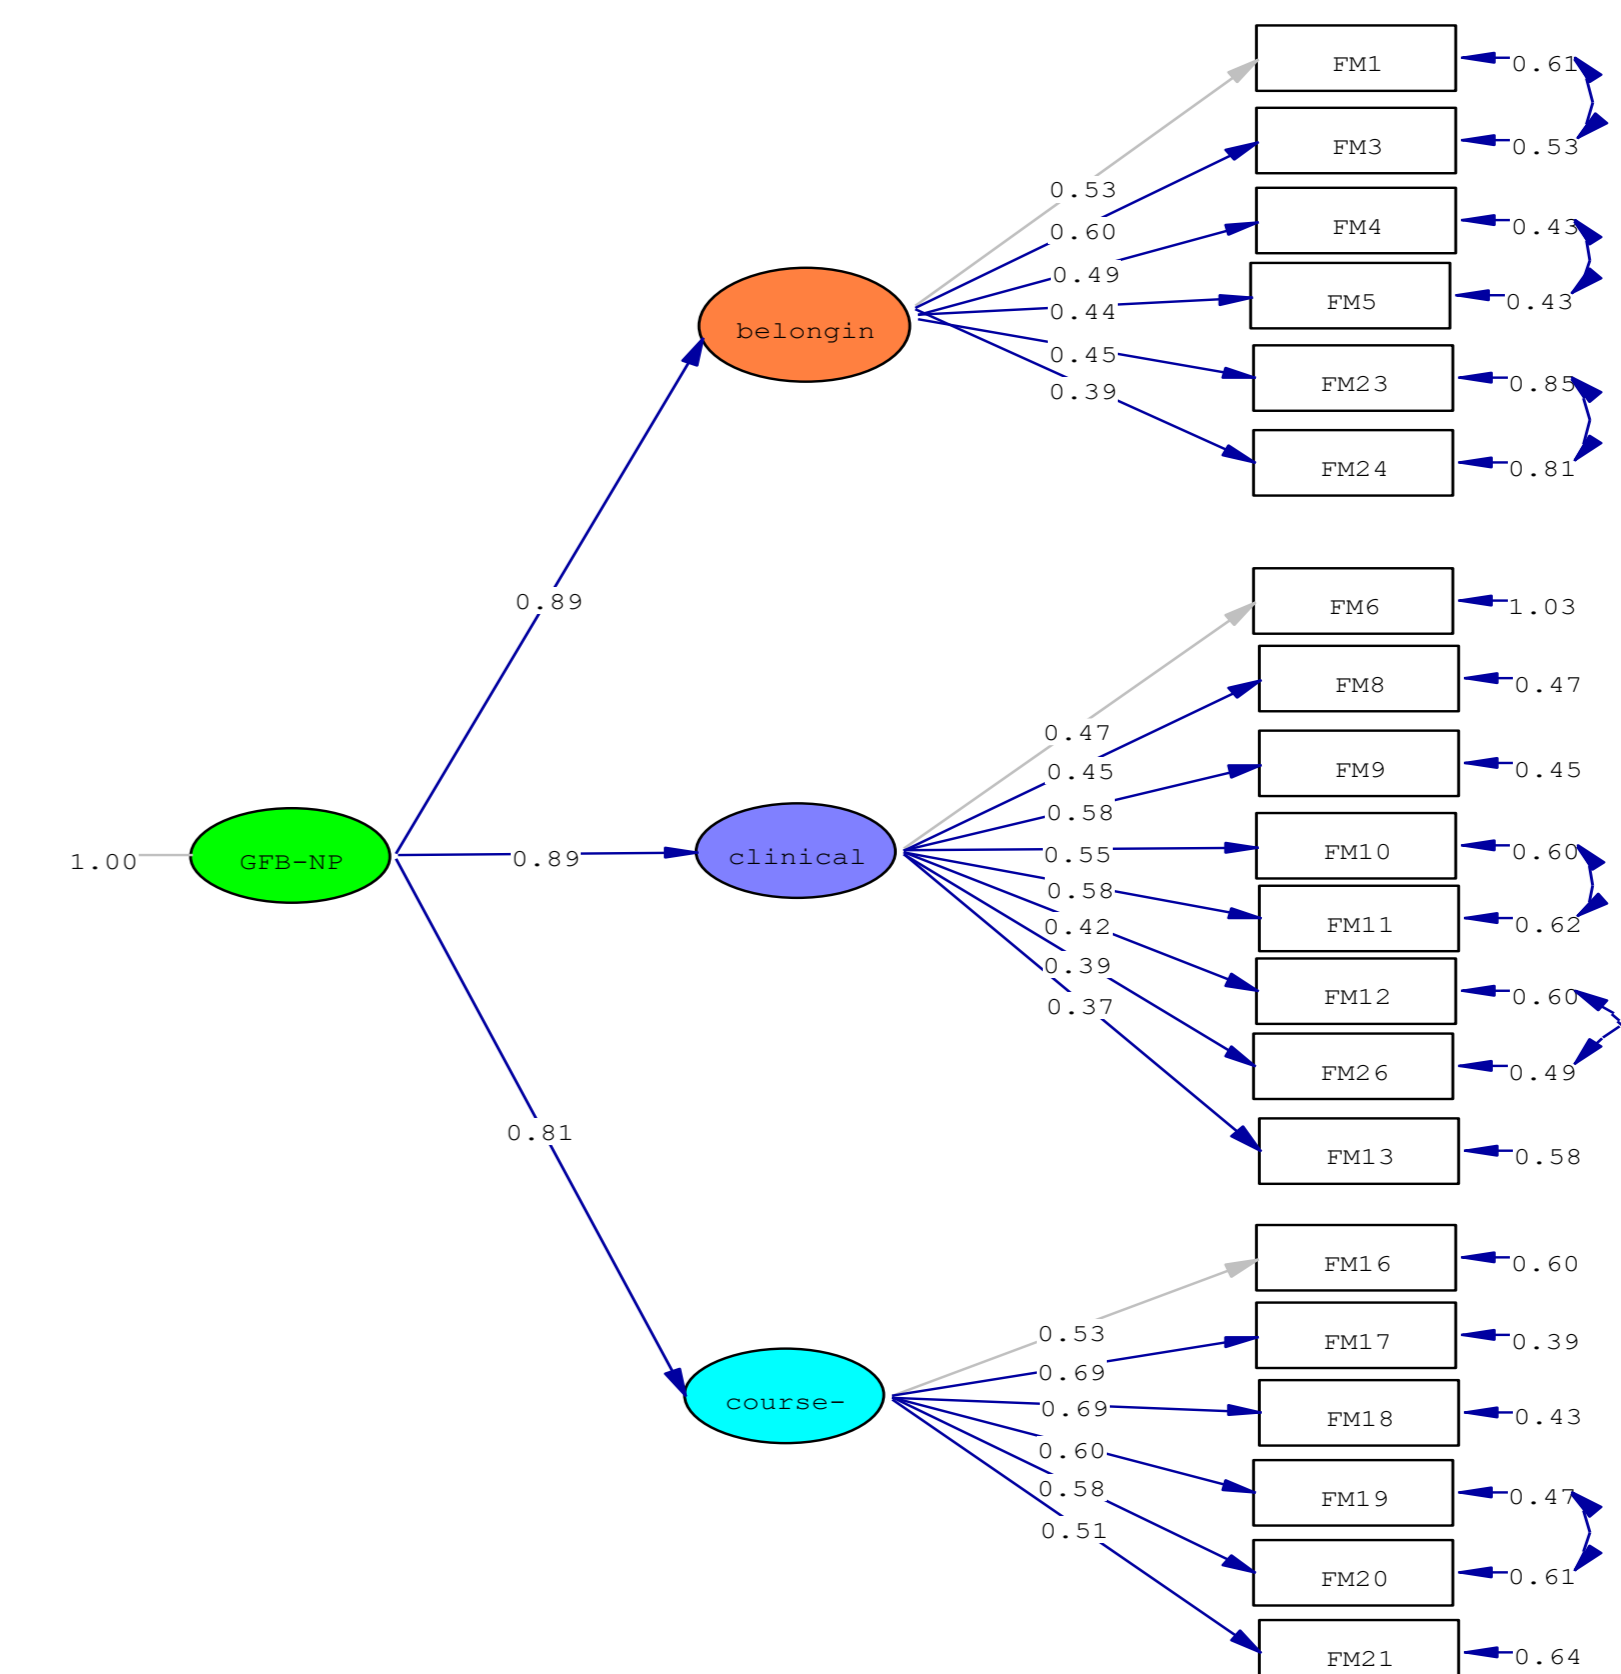 FM1 0.61
FM3 0.53
0.53
FM4 0.43
0.60
0.49
FM5 0.43
0.44
belongin
0.45
FM23 0.85
0.39
FM24 0.81
0.89
FM6 1.03
FM8 0.47
0.47
0.45
FM9 0.45
0.58
FM10 0.60
0.55
clinical
0.89
1.00 GFB-NP
0.58
FM11 0.62
0.42
0.39
FM12 0.60
0.37
FM26 0.49
0.81
FM13 0.58
FM16 0.60
0.53
FM17 0.39
0.69
course-
0.69
FM18 0.43
0.60
0.58
FM19 0.47
0.51
FM20 0.61
FM21 0.64